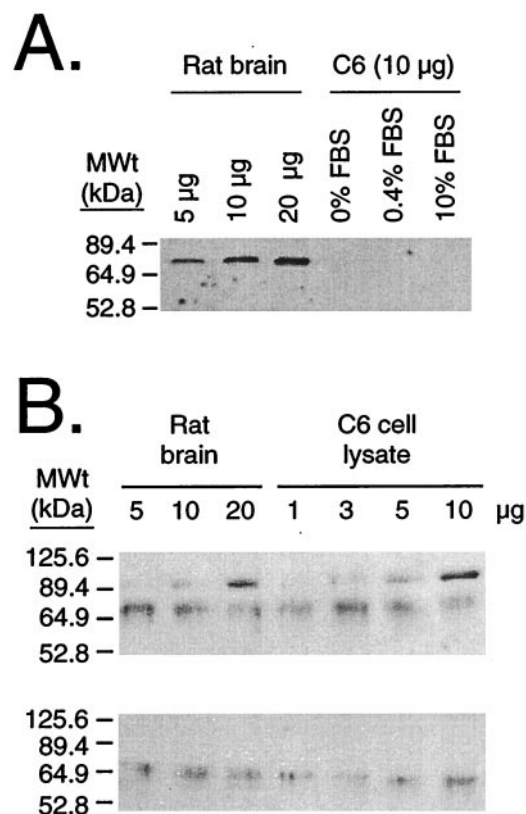 A.
Rat brain C6 (10 µg)
MWt
(kDa)
5 µg 10 µg 20 µg 0% FBS 0.4% FBS 10% FBS
89.4
64.9
52.8
B.
Rat
brain
C6 cell
lysate
MWt
(kDa)
5 10 20 1 3 5 10 µg
125.6
89.4
64.9
52.8
125.6
89.4
64.9
52.8